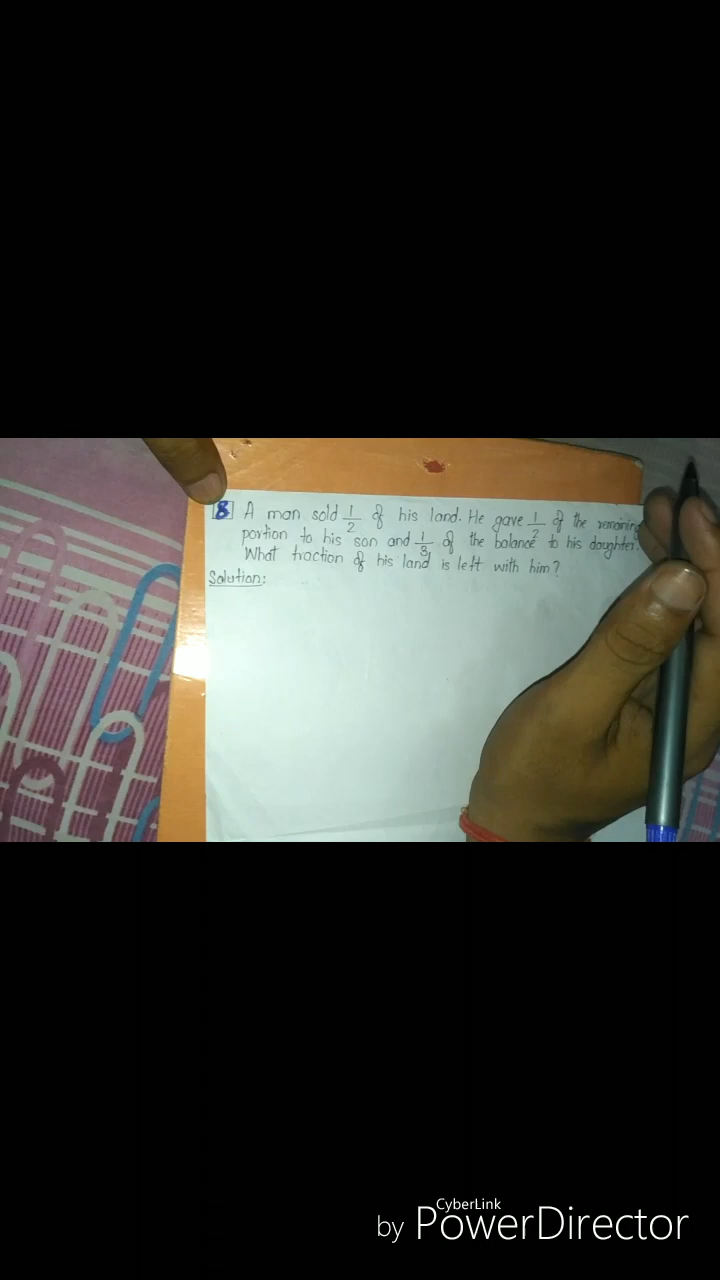 8 A man sold 1/2 of his land. He gave 1/2 of the remaining
portion to his son and 1/3 of the balance to his daughter.
What traction of his land is left with him?
Solution:
CyberLink
by PowerDirector